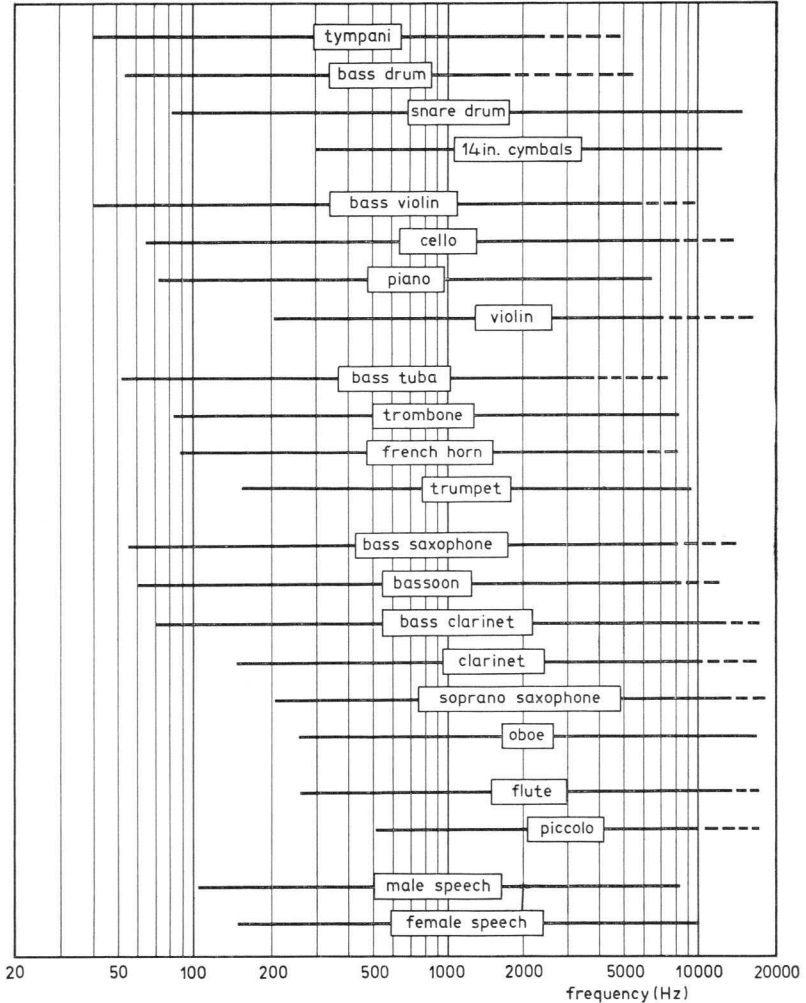 tympani
bass drum
snare drum
14in. cymbals
bass violin
cello
piano
violin
bass tuba
trombone
french horn
trumpet
bass saxophone
bassoon
bass clarinet
clarinet
soprano saxophone
oboe
flute
piccolo
male speech
female speech
20 50 100 200 500 1000 2000 5000 10000 20000
frequency (Hz)